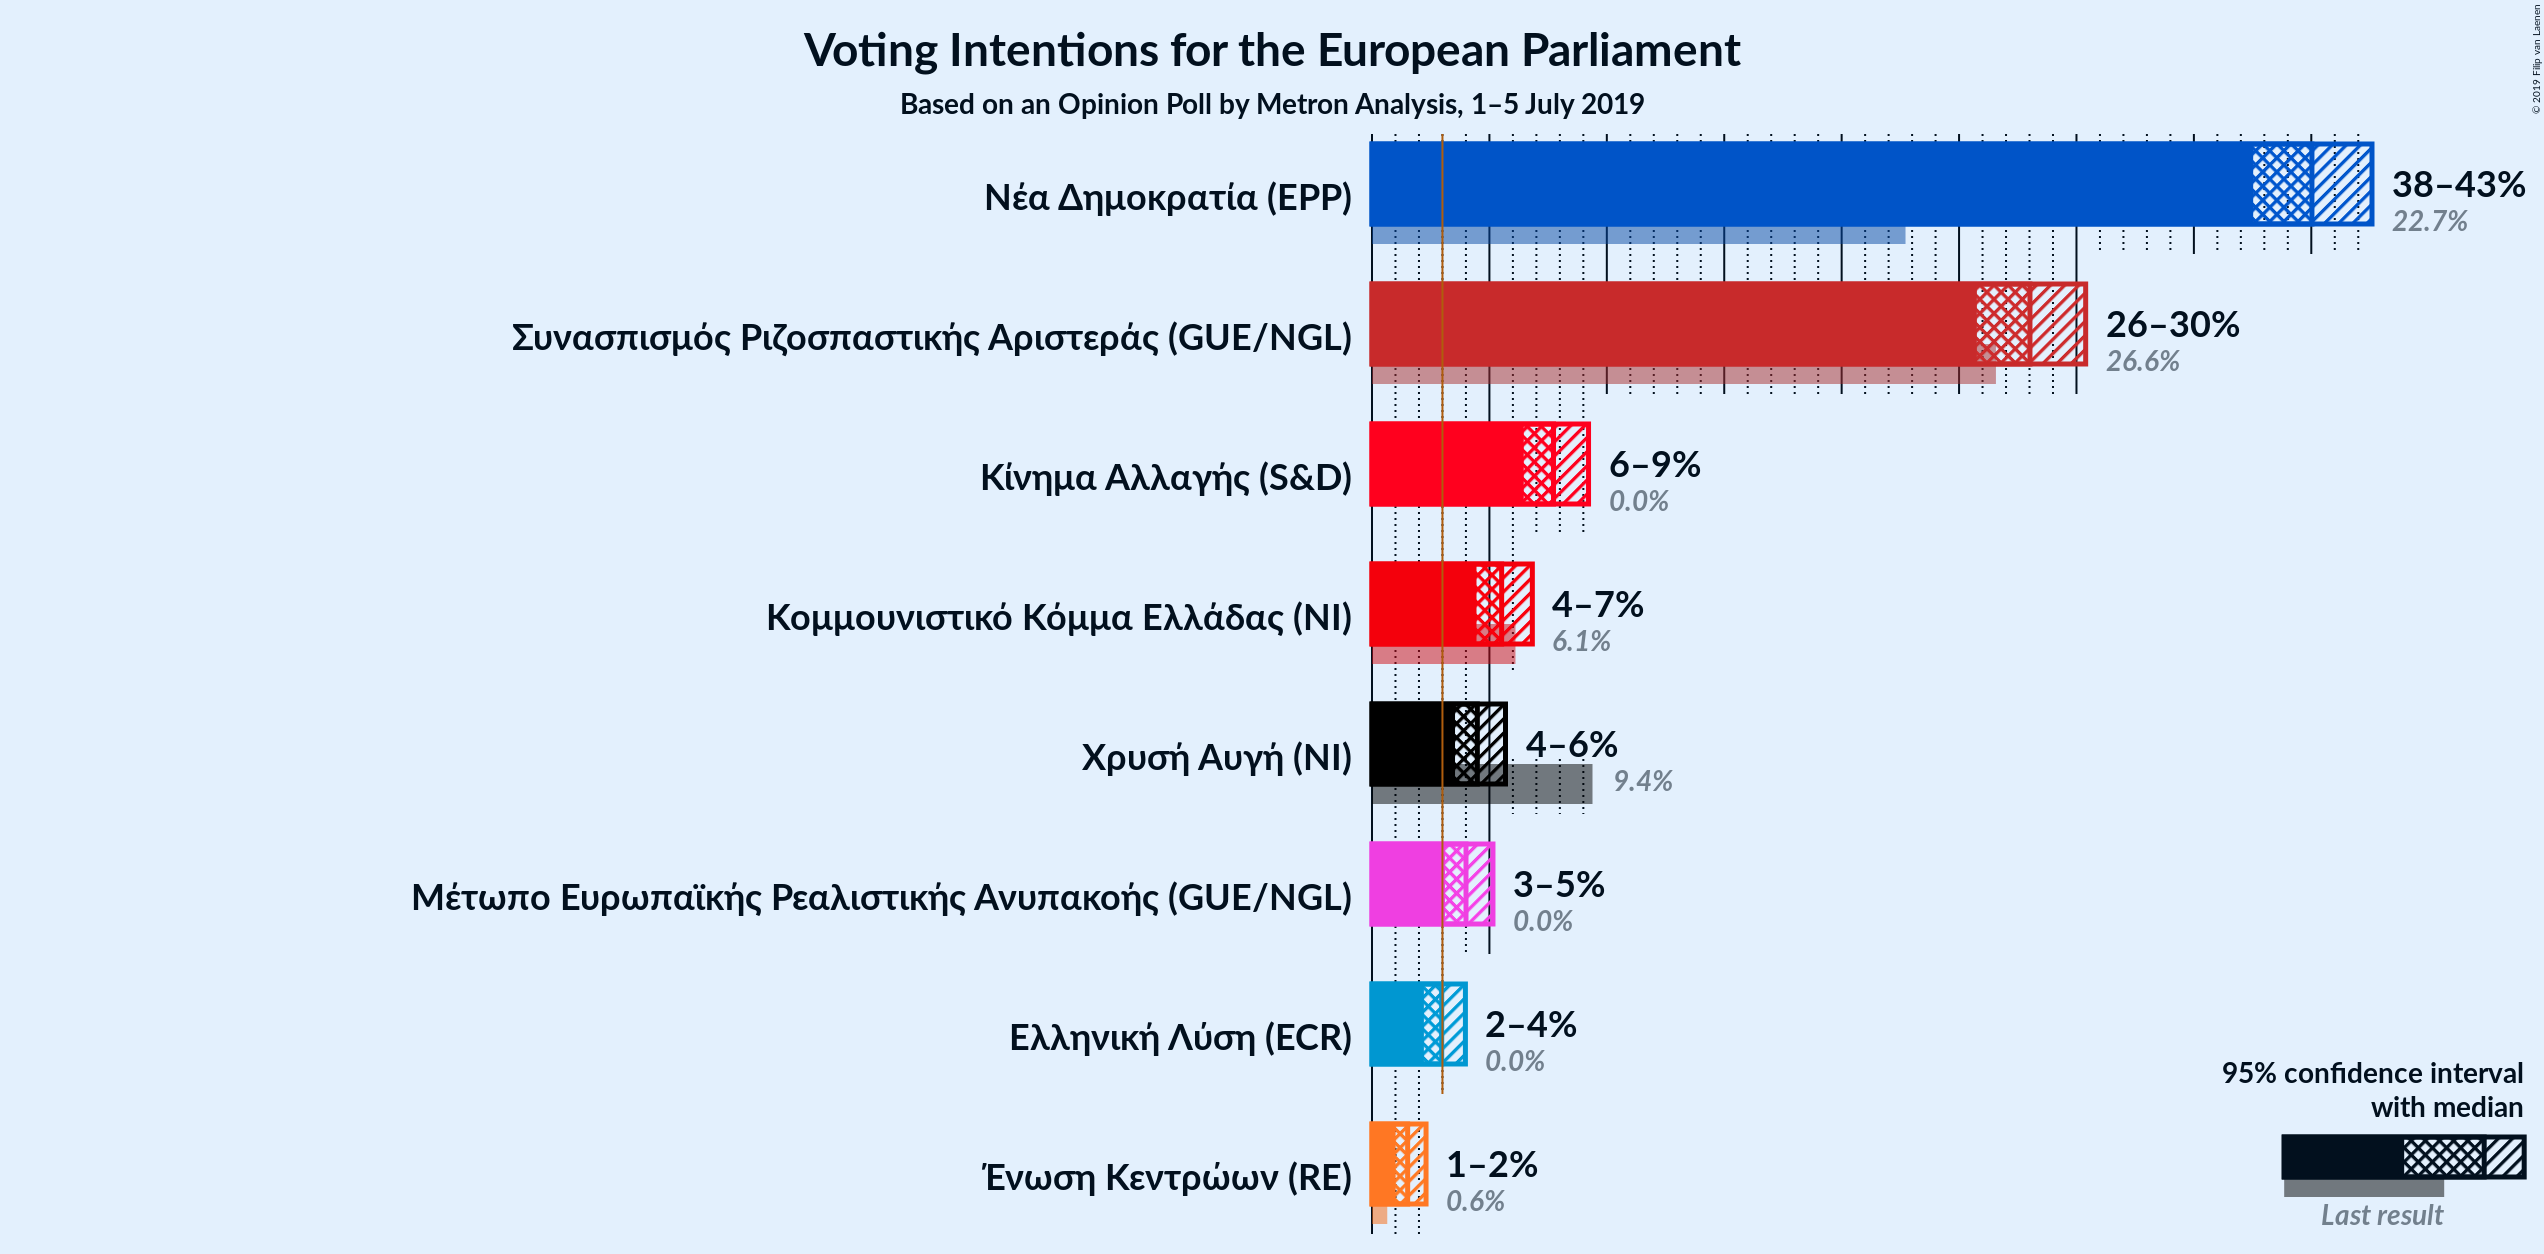 Voting Intentions for the European Parliament
Based on an Opinion Poll by Metron Analysis, 1–5 July 2019
© 2019 Filip van Laenen
Νέα Δημοκρατία (EPP)
38–43%
22.7%
Συνασπισμός Ριζοσπαστικής Αριστεράς (GUE/NGL)
26–30%
26.6%
Κίνημα Αλλαγής (S&D)
6–9%
0.0%
Κομμουνιστικό Κόμμα Ελλάδας (NI)
4–7%
6.1%
Χρυσή Αυγή (NI)
4–6%
9.4%
Μέτωπο Ευρωπαϊκής Ρεαλιστικής Ανυπακοής (GUE/NGL)
3–5%
0.0%
Ελληνική Λύση (ECR)
2–4%
0.0%
Ένωση Κεντρώων (RE)
1–2%
0.6%
95% confidence interval
with median
Last result